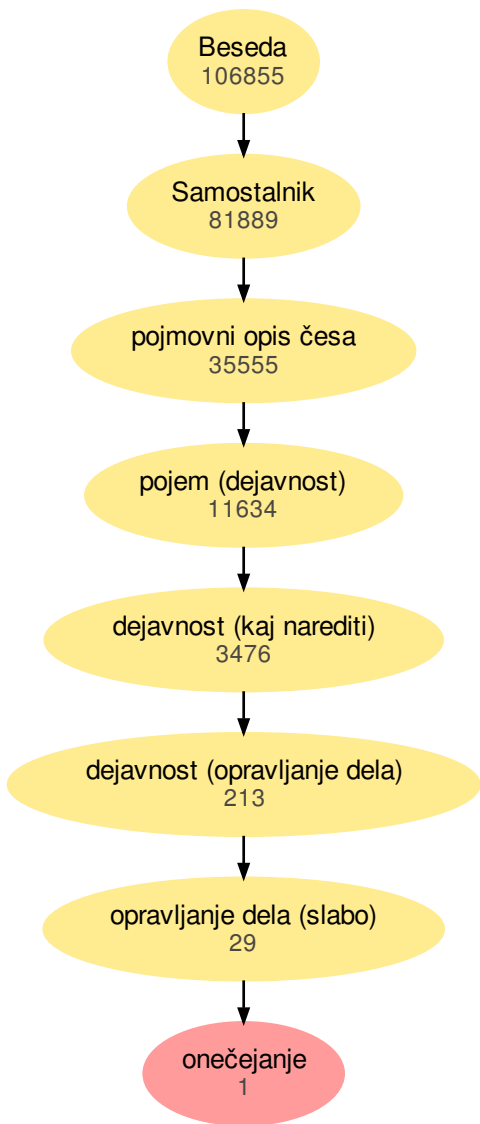 Beseda
106855
Samostalnik
81889
pojmovni opis česa
35555
pojem (dejavnost)
11634
dejavnost (kaj narediti)
3476
dejavnost (opravljanje dela)
213
opravljanje dela (slabo)
29
onečejanje
1